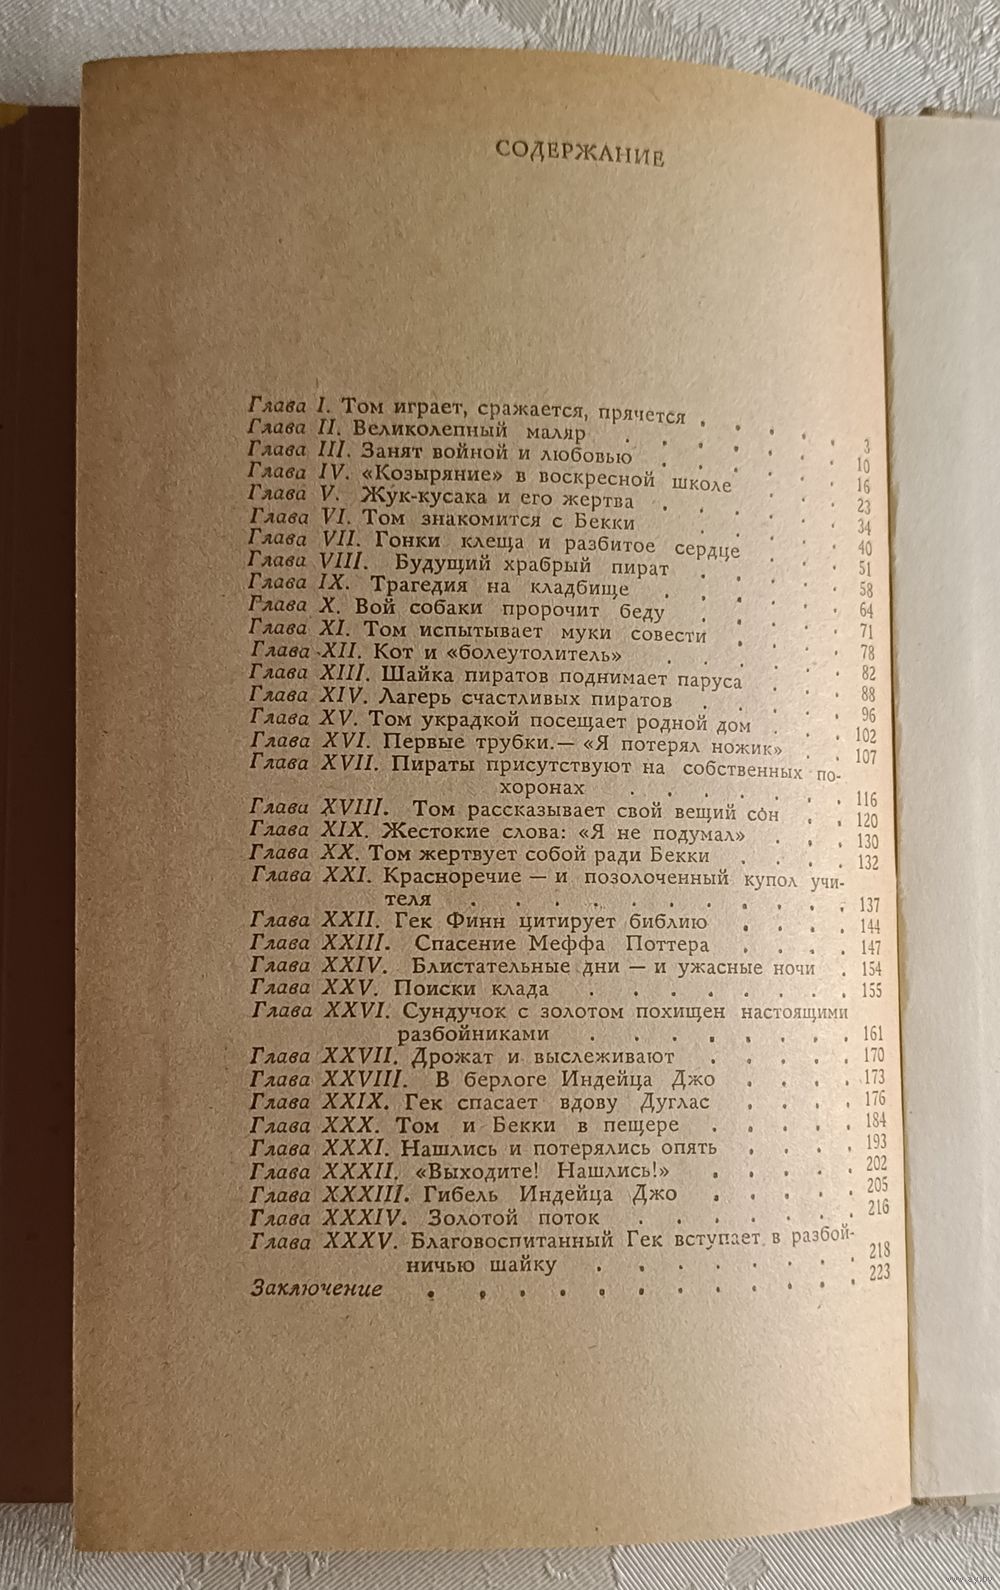 СОДЕРЖАНИЕ
Глава I. Том играет, сражается, прячется . . . . . . 3
Глава II. Великолепный маляр . . . . . . 10
Глава III. Занят войной и любовью . . . . . 16
Глава IV. «Козыряние» в воскресной школе . . . 23
Глава V. Жук-кусака и его жертва . . . . . 34
Глава VI. Том знакомится с Бекки . . . . 40
Глава VII. Гонки клеща и разбитое сердце . . . 51
Глава VIII. Будущий храбрый пират . . . . 58
Глава IX. Трагедия на кладбище . . . . . 64
Глава X. Вой собаки пророчит беду . . . . 71
Глава XI. Том испытывает муки совести . . . 78
Глава XII. Кот и «болеутолитель» . . . . . 82
Глава XIII. Шайка пиратов поднимает паруса . . . 88
Глава XIV. Лагерь счастливых пиратов . . . . 96
Глава XV. Том украдкой посещает родной дом . . . 102
Глава XVI. Первые трубки.— «Я потерял ножик» . . 107
Глава XVII. Пираты присутствуют на собственных по-
хоронах . . . . . . . 116
Глава XVIII. Том рассказывает свой вещий сон . . 120
Глава XIX. Жестокие слова: «Я не подумал» . . . 130
Глава XX. Том жертвует собой ради Бекки . . . . 132
Глава XXI. Красноречие — и позолоченный купол учи-
теля . . . . . . . . . . 137
Глава XXII. Гек Финн цитирует библию . . . . 144
Глава XXIII. Спасение Меффа Поттера . . . . 147
Глава XXIV. Блистательные дни — и ужасные ночи . 154
Глава XXV. Поиски клада . . . . . . . 155
Глава XXVI. Сундучок с золотом похищен настоящими
разбойниками . . . . . . . 161
Глава XXVII. Дрожат и выслеживают . . . . . 170
Глава XXVIII. В берлоге Индейца Джо . . . . 173
Глава XXIX. Гек спасает вдову Дуглас . . . . 176
Глава XXX. Том и Бекки в пещере . . . . . 184
Глава XXXI. Нашлись и потерялись опять . . . . 193
Глава XXXII. «Выходите! Нашлись!» . . . . . 202
Глава XXXIII. Гибель Индейца Джо . . . . . 205
Глава XXXIV. Золотой поток . . . . . . . 216
Глава XXXV. Благовоспитанный Гек вступает в разбой-
ничью шайку . . . . . . . 218
Заключение . . . . . . . . . . . 223
www.ay.by